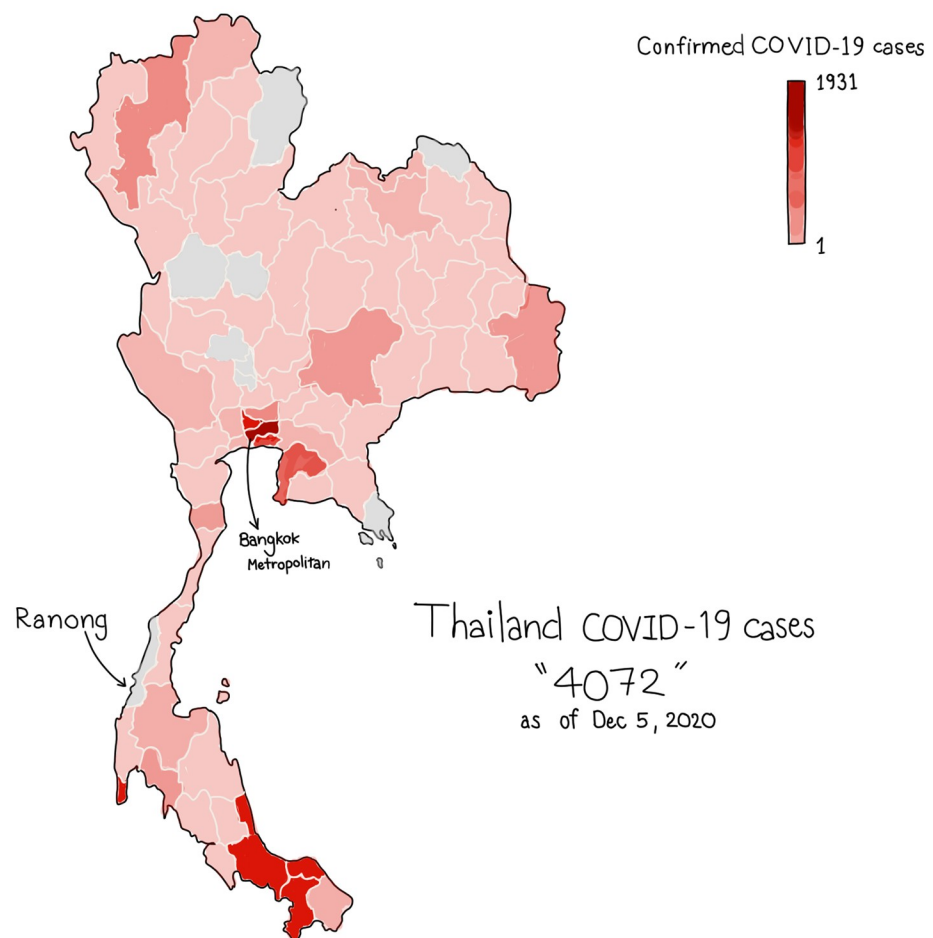 Confirmed COVID-19 cases
1931
1
Bangkok
Metropolitan
Ranong
Thailand COVID-19 cases
"4072"
as of Dec 5, 2020